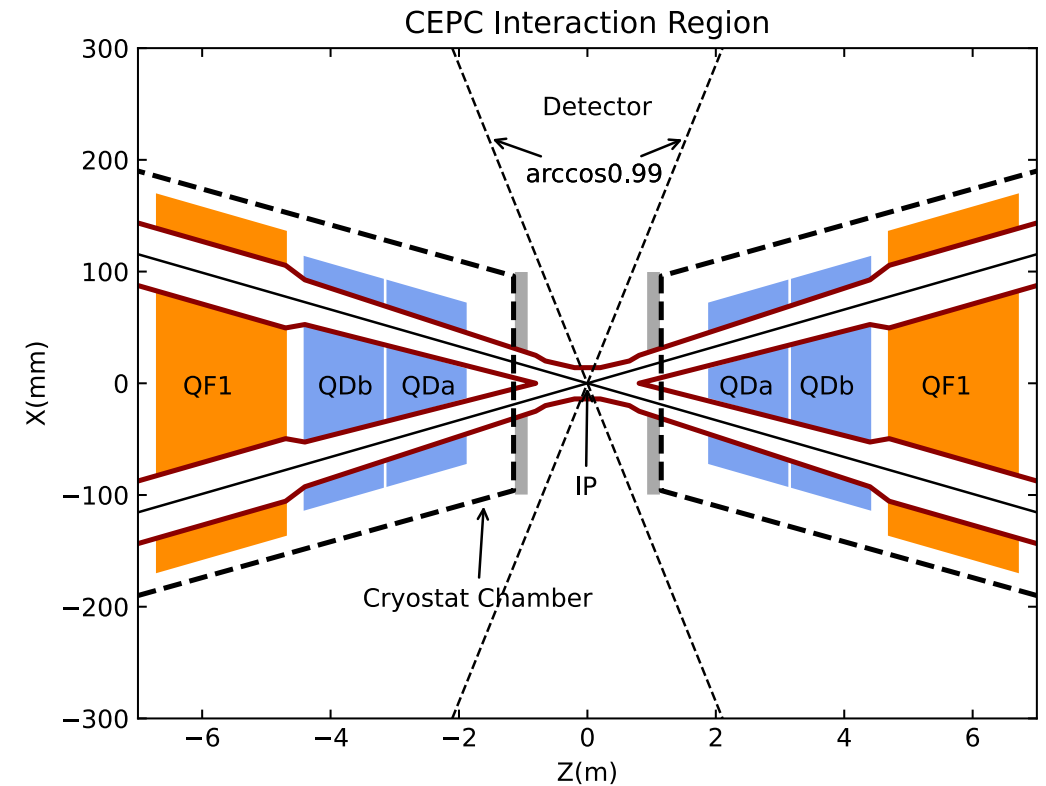 CEPC Interaction Region
300
200
100
0
−100
−200
−300
X(mm)
Detector
arccos0.99
QF1
QDb
QDa
QDa
QDb
QF1
IP
Cryostat Chamber
−6
−4
−2
0
2
4
6
Z(m)